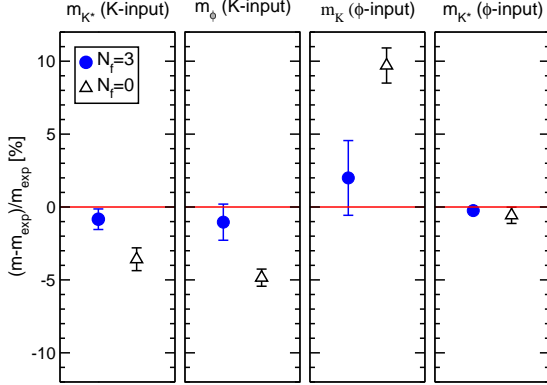 m_K* (K-input) m_ϕ (K-input) m_K (ϕ-input) m_K* (ϕ-input)
N_f=3
N_f=0
(m-m_exp)/m_exp [%]
10
5
0
-5
-10